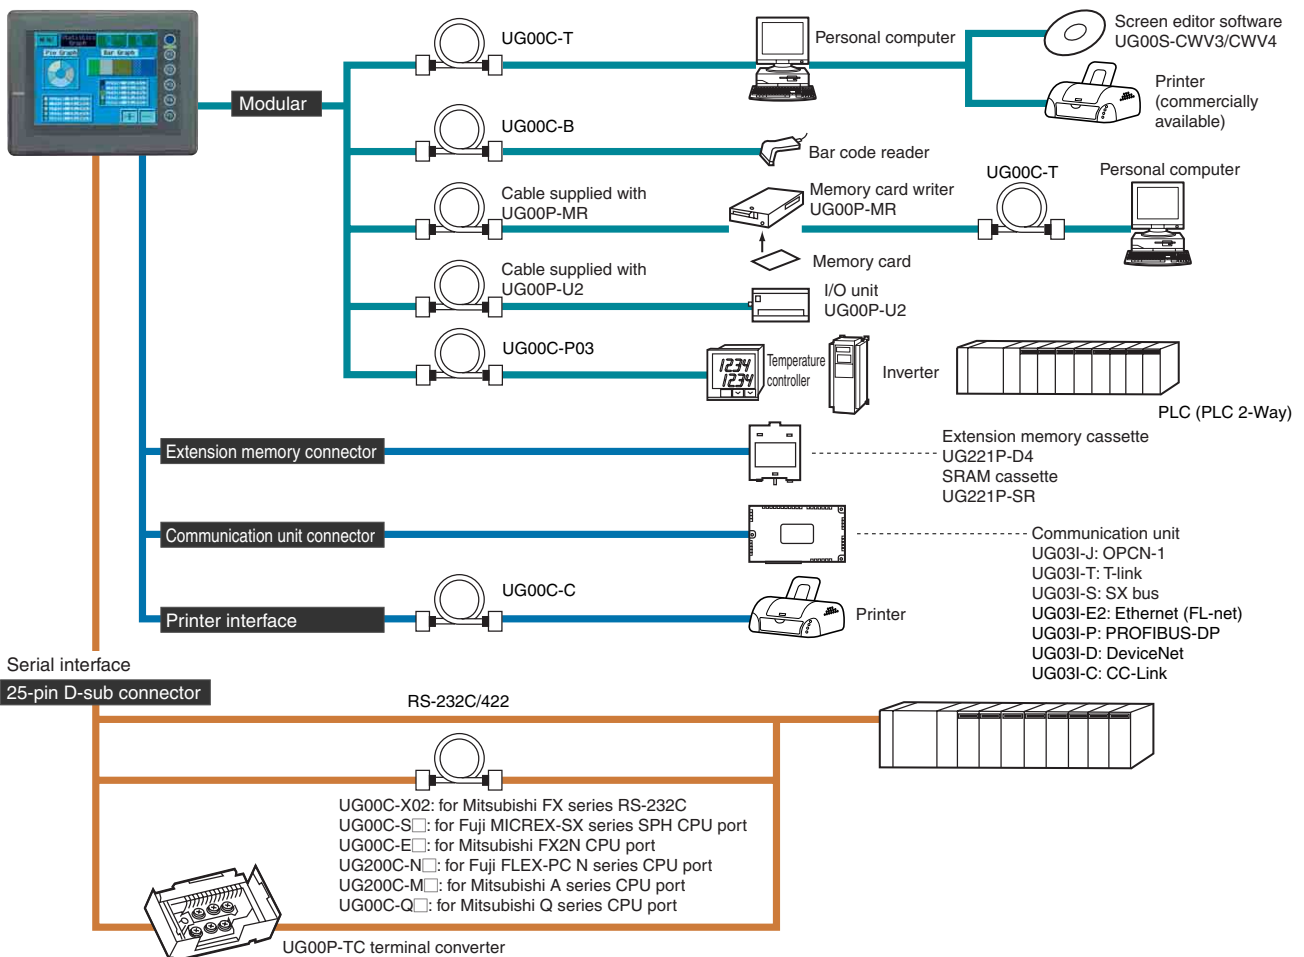 Statistics
Graph
Pie Graph
Bar Graph
UG00C-T
Personal computer
Screen editor software
UG00S-CWV3/CWV4
Printer
(commercially
available)
Modular
UG00C-B
Bar code reader
Cable supplied with
UG00P-MR
Memory card writer
UG00P-MR
UG00C-T
Personal computer
Memory card
Cable supplied with
UG00P-U2
I/O unit
UG00P-U2
UG00C-P03
1234
1234
Temperature
controller
Inverter
PLC (PLC 2-Way)
Extension memory connector
Extension memory cassette
UG221P-D4
SRAM cassette
UG221P-SR
Communication unit connector
Communication unit
UG03I-J: OPCN-1
UG03I-T: T-link
UG03I-S: SX bus
UG03I-E2: Ethernet (FL-net)
UG03I-P: PROFIBUS-DP
UG03I-D: DeviceNet
UG03I-C: CC-Link
Printer interface
UG00C-C
Printer
Serial interface
25-pin D-sub connector
RS-232C/422
UG00C-X02: for Mitsubishi FX series RS-232C
UG00C-S□: for Fuji MICREX-SX series SPH CPU port
UG00C-E□: for Mitsubishi FX2N CPU port
UG200C-N□: for Fuji FLEX-PC N series CPU port
UG200C-M□: for Mitsubishi A series CPU port
UG00C-Q□: for Mitsubishi Q series CPU port
UG00P-TC terminal converter